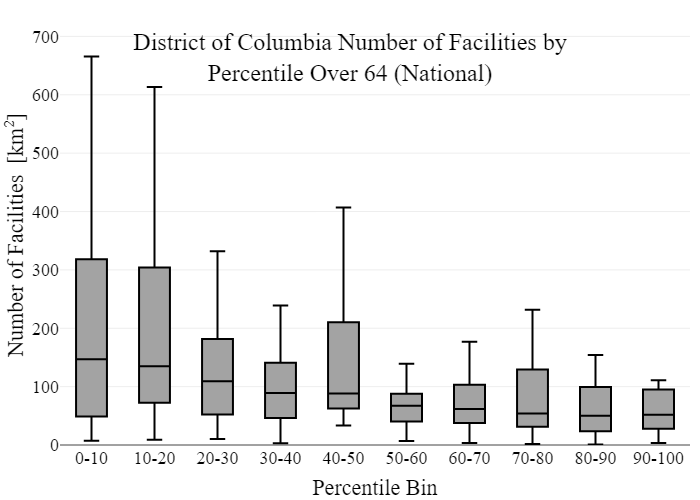 District of Columbia Number of Facilities by
Percentile Over 64 (National)
Number of Facilities [km²]
700
600
500
400
300
200
100
0
0-10 10-20 20-30 30-40 40-50 50-60 60-70 70-80 80-90 90-100
Percentile Bin